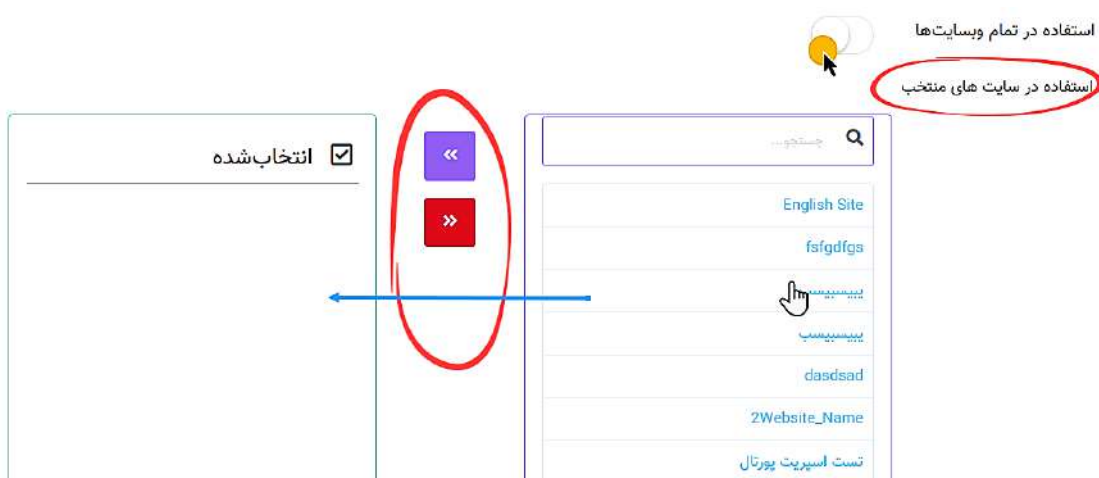 استفاده در تمام وبسایت‌ها
استفاده در سایت های منتخب
جستجو...
English Site
fsfgdfgs
یبیسبیسب
dasdsad
2Website_Name
تست اسپریت پورتال
انتخاب‌شده